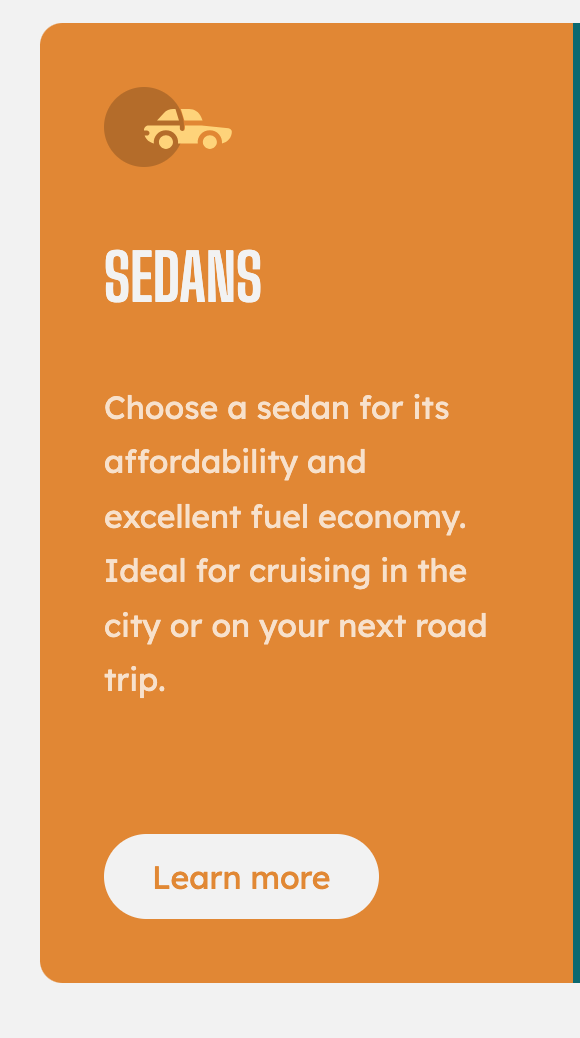 SEDANS
Choose a sedan for its
affordability and
excellent fuel economy.
Ideal for cruising in the
city or on your next road
trip.
Learn more